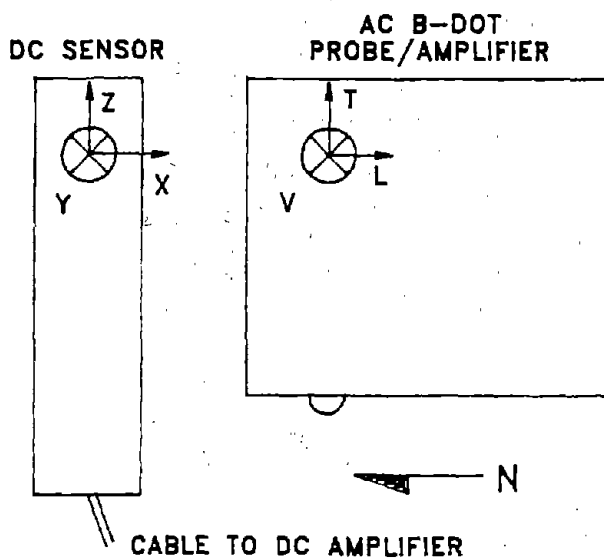 DC SENSOR
AC B-DOT
PROBE/AMPLIFIER
Z
X
Y
T
L
V
N
CABLE TO DC AMPLIFIER